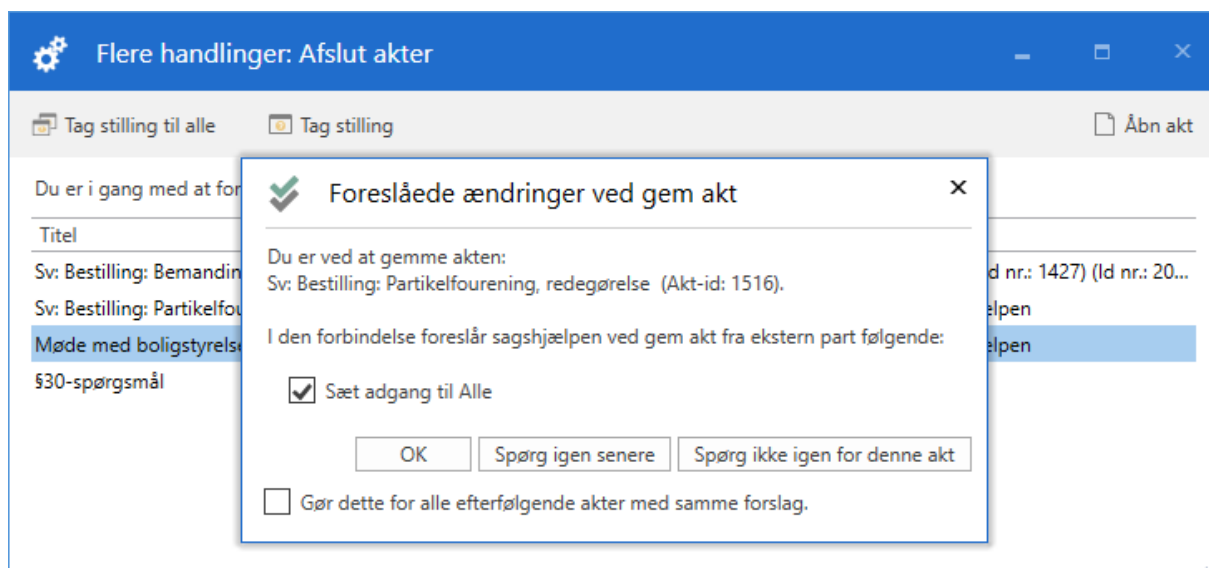 Flere handlinger: Afslut akter
Tag stilling til alle Tag stilling Åbn akt
Du er i gang med at for
Titel
Sv: Bestilling: Bemandin d nr.: 1427) (Id nr.: 20...
Sv: Bestilling: Partikelfou elpen
Møde med boligstyrelse elpen
§30-spørgsmål
Foreslåede ændringer ved gem akt
Du er ved at gemme akten:
Sv: Bestilling: Partikelfourening, redegørelse (Akt-id: 1516).
I den forbindelse foreslår sagshjælpen ved gem akt fra ekstern part følgende:
Sæt adgang til Alle
OK Spørg igen senere Spørg ikke igen for denne akt
Gør dette for alle efterfølgende akter med samme forslag.